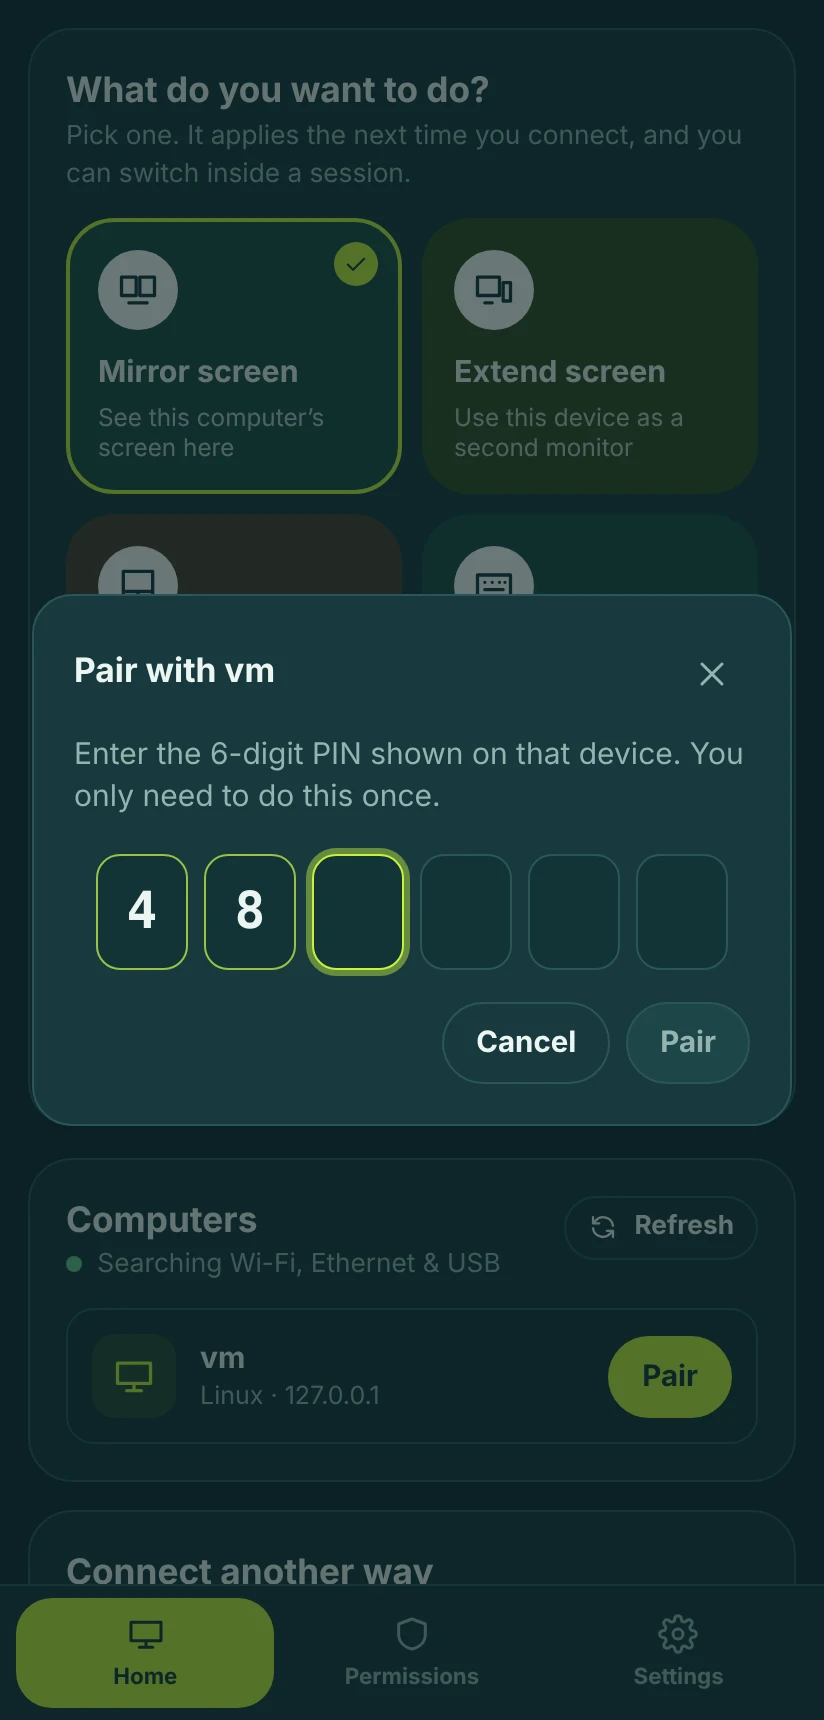 What do you want to do?
Pick one. It applies the next time you connect, and you
can switch inside a session.
Mirror screen
See this computer’s
screen here
Extend screen
Use this device as a
second monitor
Pair with vm
Enter the 6-digit PIN shown on that device. You
only need to do this once.
4 8
Cancel
Pair
Computers
Refresh
Searching Wi-Fi, Ethernet & USB
vm
Linux · 127.0.0.1
Pair
Connect another way
Home
Permissions
Settings